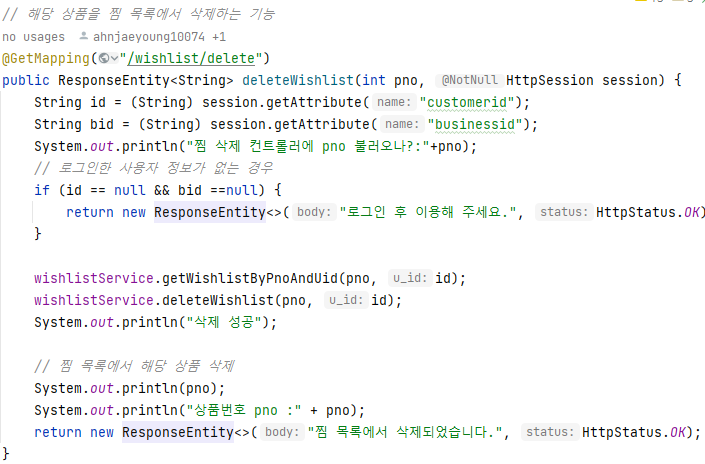 // 해당 상품을 찜 목록에서 삭제하는 기능
no usages ahnjaeyoung10074 +1
@GetMapping("/wishlist/delete")
public ResponseEntity<String> deleteWishlist(int pno, @NotNull HttpSession session) {
String id = (String) session.getAttribute( name: "customerid");
String bid = (String) session.getAttribute( name: "businessid");
System.out.println("찜 삭제 컨트롤러에 pno 불러오나?:"+pno);
// 로그인한 사용자 정보가 없는 경우
if (id == null && bid ==null) {
return new ResponseEntity<>( body: "로그인 후 이용해 주세요.", status: HttpStatus.OK)
}
wishlistService.getWishlistByPnoAndUid(pno, u_id: id);
wishlistService.deleteWishlist(pno, u_id: id);
System.out.println("삭제 성공");
// 찜 목록에서 해당 상품 삭제
System.out.println(pno);
System.out.println("상품번호 pno :" + pno);
return new ResponseEntity<>( body: "찜 목록에서 삭제되었습니다.", status: HttpStatus.OK);
}